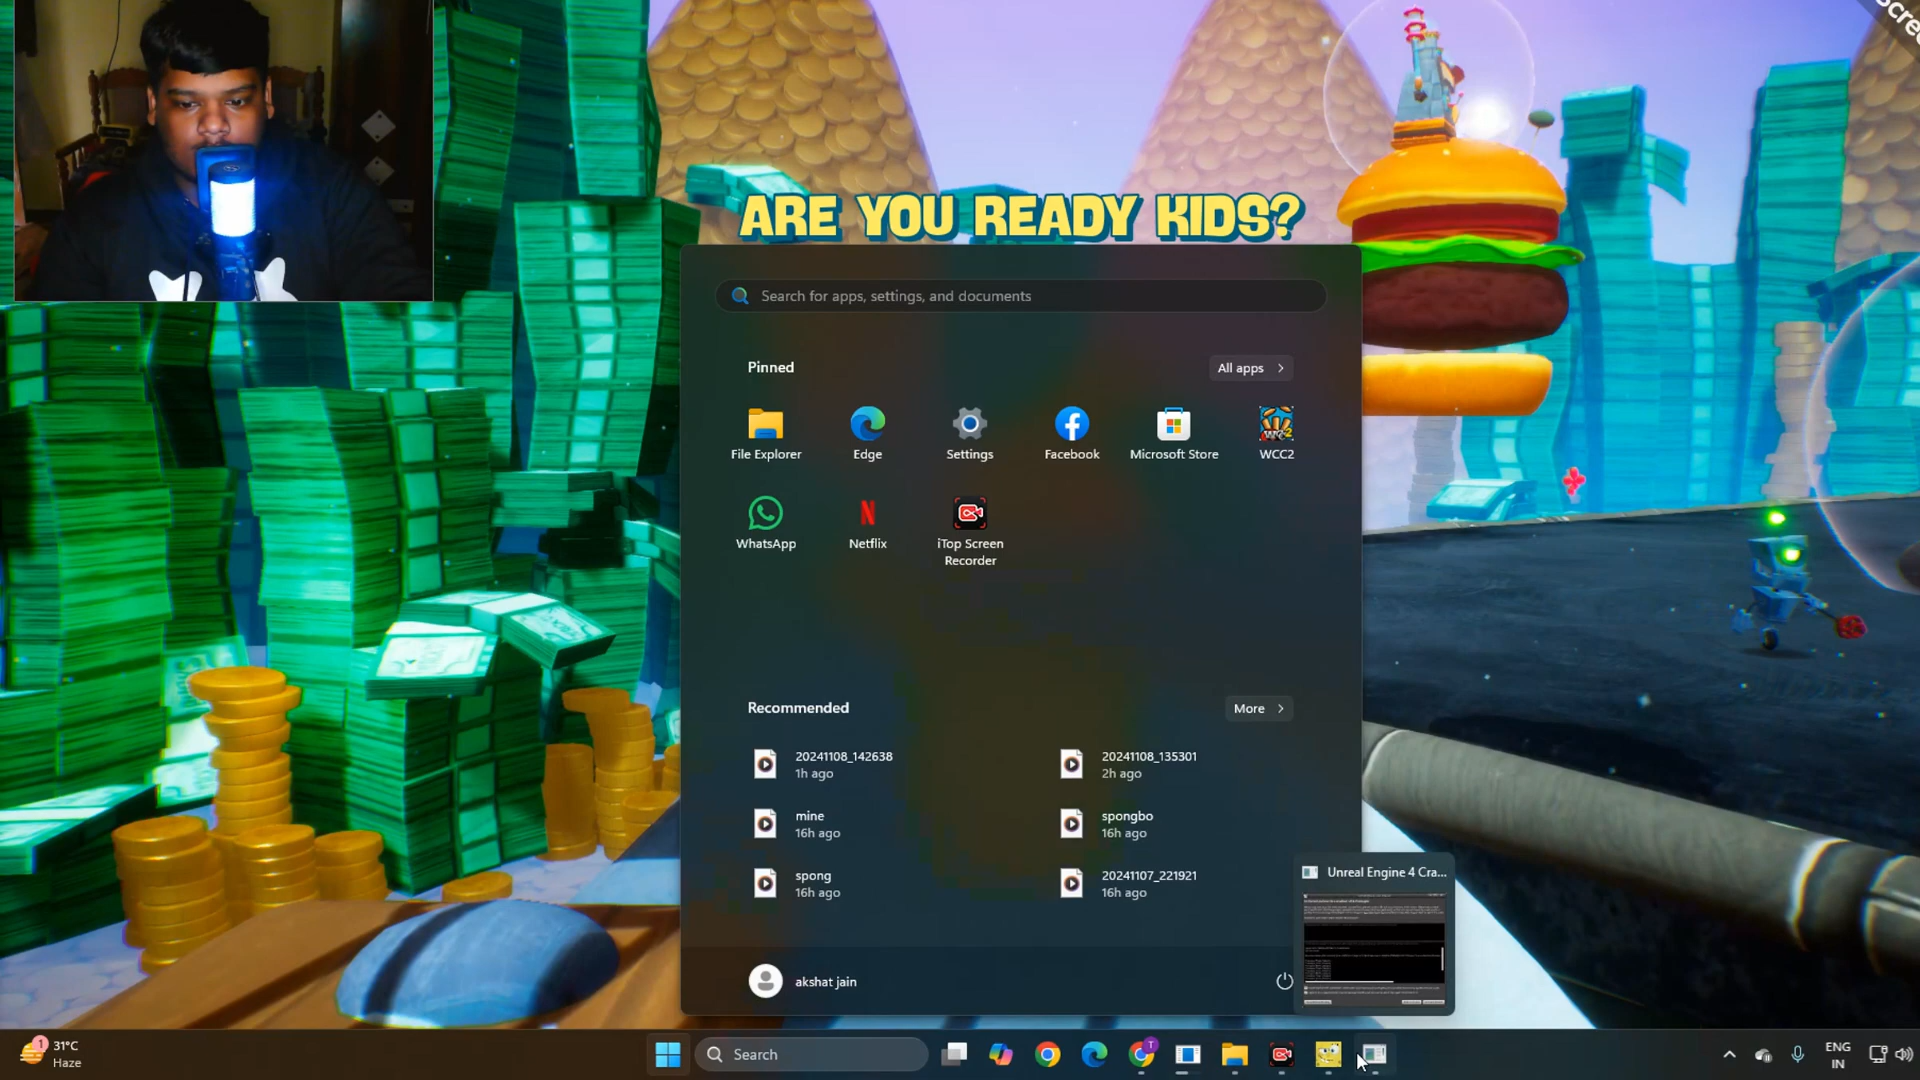 Scre
ARE YOU READY KIDS?
Search for apps, settings, and documents
Pinned
All apps
File Explorer
Edge
Settings
Facebook
Microsoft Store
WCC2
WhatsApp
Netflix
iTop Screen
Recorder
Recommended
More
20241108_142638
1h ago
20241108_135301
2h ago
mine
16h ago
spongbo
16h ago
spong
16h ago
20241107_221921
16h ago
Unreal Engine 4 Cra...
akshat jain
1
31°C
Haze
Search
T
ENG
IN